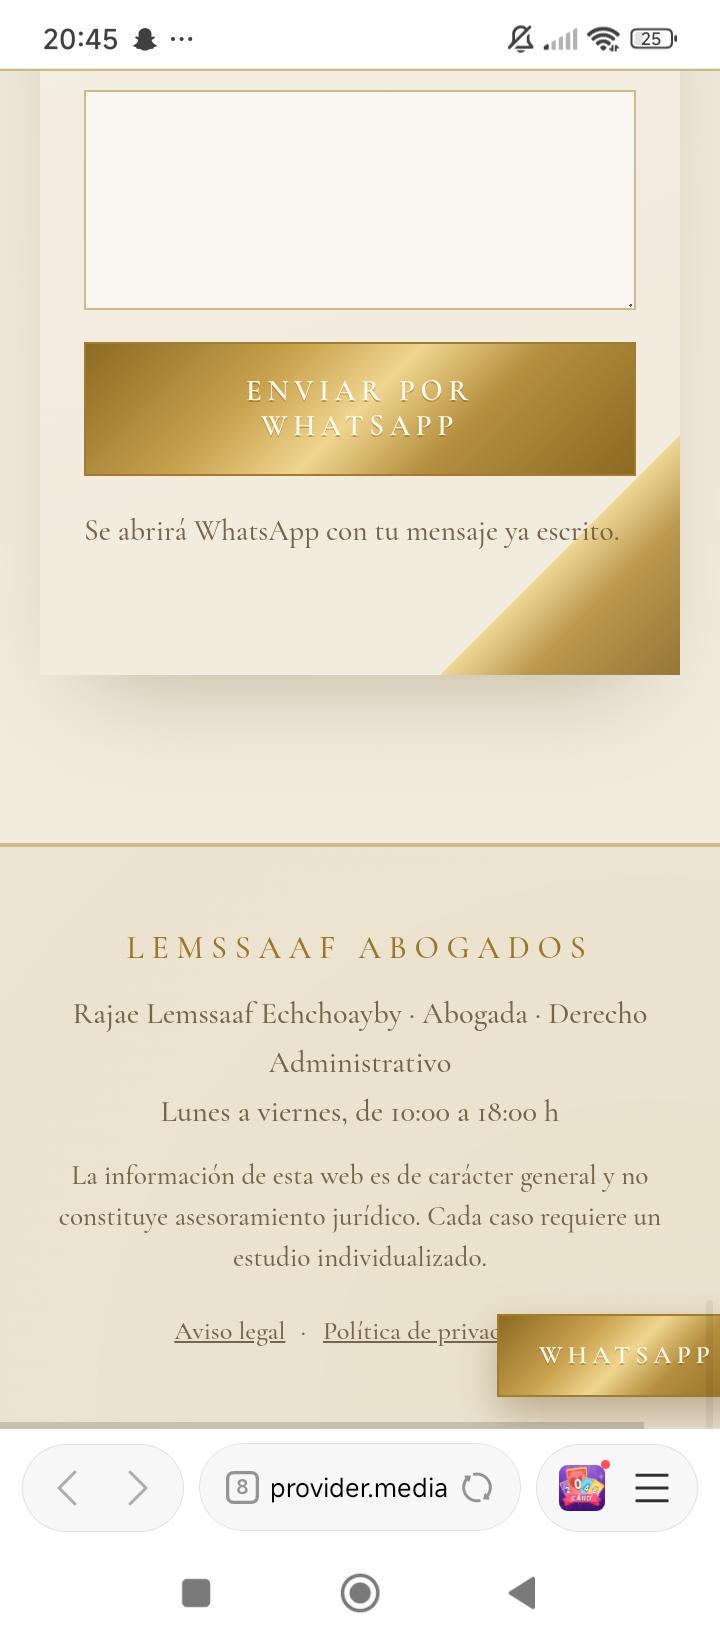 20:45
25
ENVIAR POR
WHATSAPP
Se abrirá WhatsApp con tu mensaje ya escrito.
LEMSSAAF ABOGADOS
Rajae Lemssaaf Echchoayby · Abogada · Derecho
Administrativo
Lunes a viernes, de 10:00 a 18:00 h
La información de esta web es de carácter general y no
constituye asesoramiento jurídico. Cada caso requiere un
estudio individualizado.
Aviso legal · Política de privac
WHATSAPP
8 provider.media
CARD